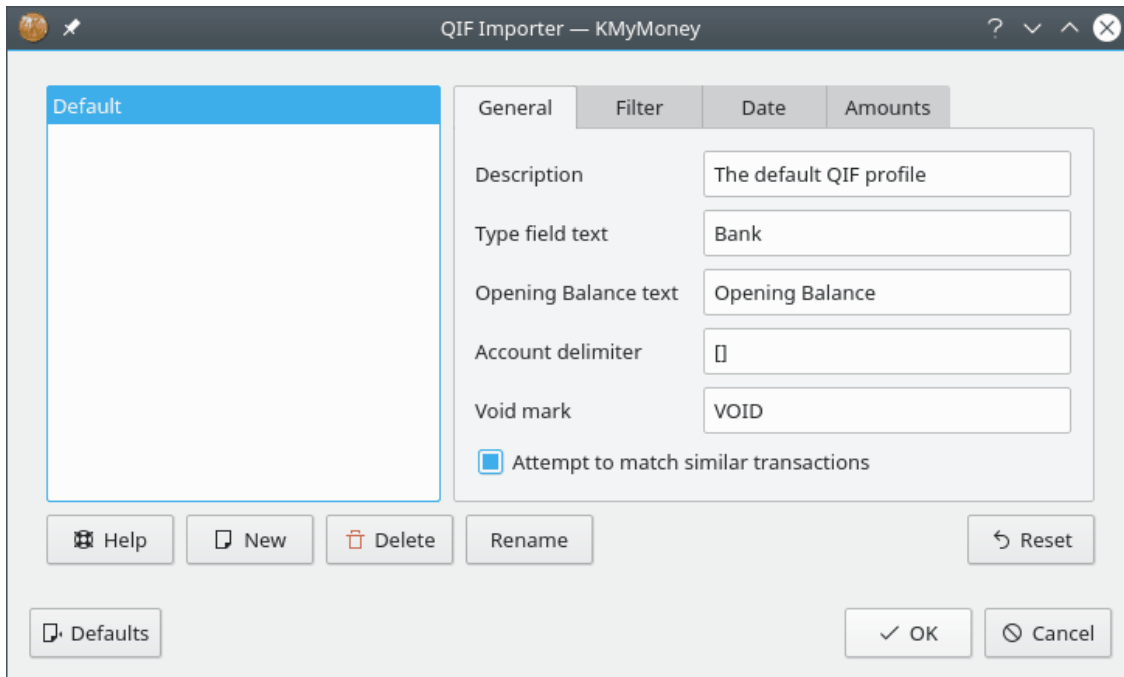 QIF Importer — KMyMoney
Default
General Filter Date Amounts
Description The default QIF profile
Type field text Bank
Opening Balance text Opening Balance
Account delimiter []
Void mark VOID
Attempt to match similar transactions
Help New Delete Rename Reset
Defaults OK Cancel